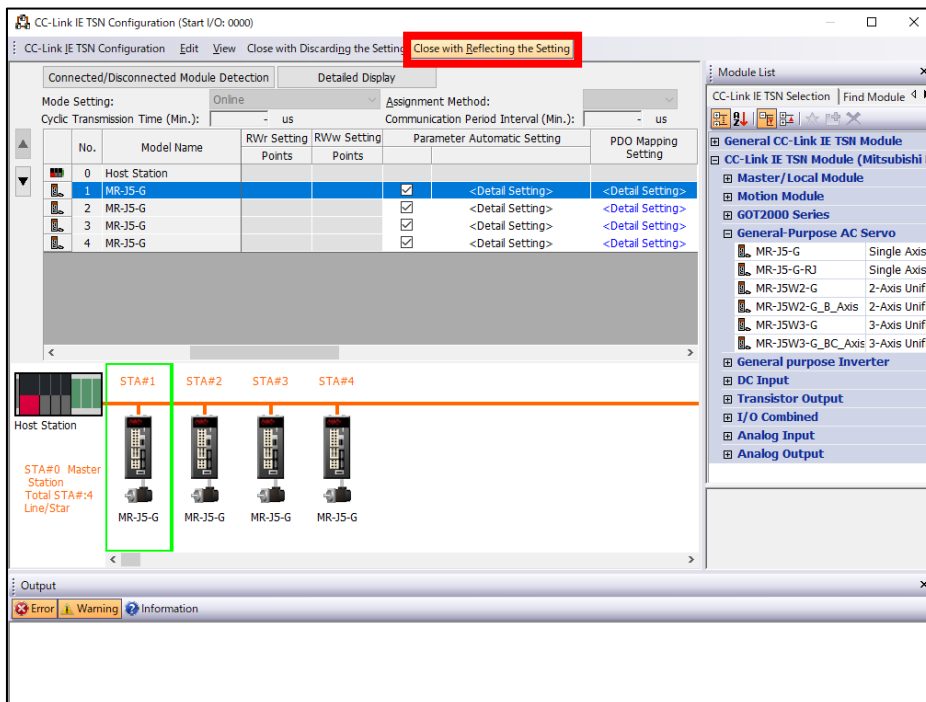 CC-Link IE TSN Configuration (Start I/O: 0000)
CC-Link IE TSN Configuration Edit View Close with Discarding the Setting Close with Reflecting the Setting
Connected/Disconnected Module Detection Detailed Display
Mode Setting: Online Assignment Method:
Cyclic Transmission Time (Min.): - us Communication Period Interval (Min.): - us
No. Model Name RWr Setting RWw Setting Parameter Automatic Setting PDO Mapping Setting
Points Points
0 Host Station
1 MR-J5-G <Detail Setting> <Detail Setting>
2 MR-J5-G <Detail Setting> <Detail Setting>
3 MR-J5-G <Detail Setting> <Detail Setting>
4 MR-J5-G <Detail Setting> <Detail Setting>
STA#1 STA#2 STA#3 STA#4
Host Station
STA#0 Master
Station
Total STA#:4
Line/Star
MR-J5-G MR-J5-G MR-J5-G MR-J5-G
Module List
CC-Link IE TSN Selection Find Module
General CC-Link IE TSN Module
CC-Link IE TSN Module (Mitsubishi
Master/Local Module
Motion Module
GOT2000 Series
General-Purpose AC Servo
MR-J5-G Single Axis
MR-J5-G-RJ Single Axis
MR-J5W2-G 2-Axis Unif
MR-J5W2-G_B_Axis 2-Axis Unif
MR-J5W3-G 3-Axis Unif
MR-J5W3-G_BC_Axis 3-Axis Unif
General purpose Inverter
DC Input
Transistor Output
I/O Combined
Analog Input
Analog Output
Output
Error Warning Information